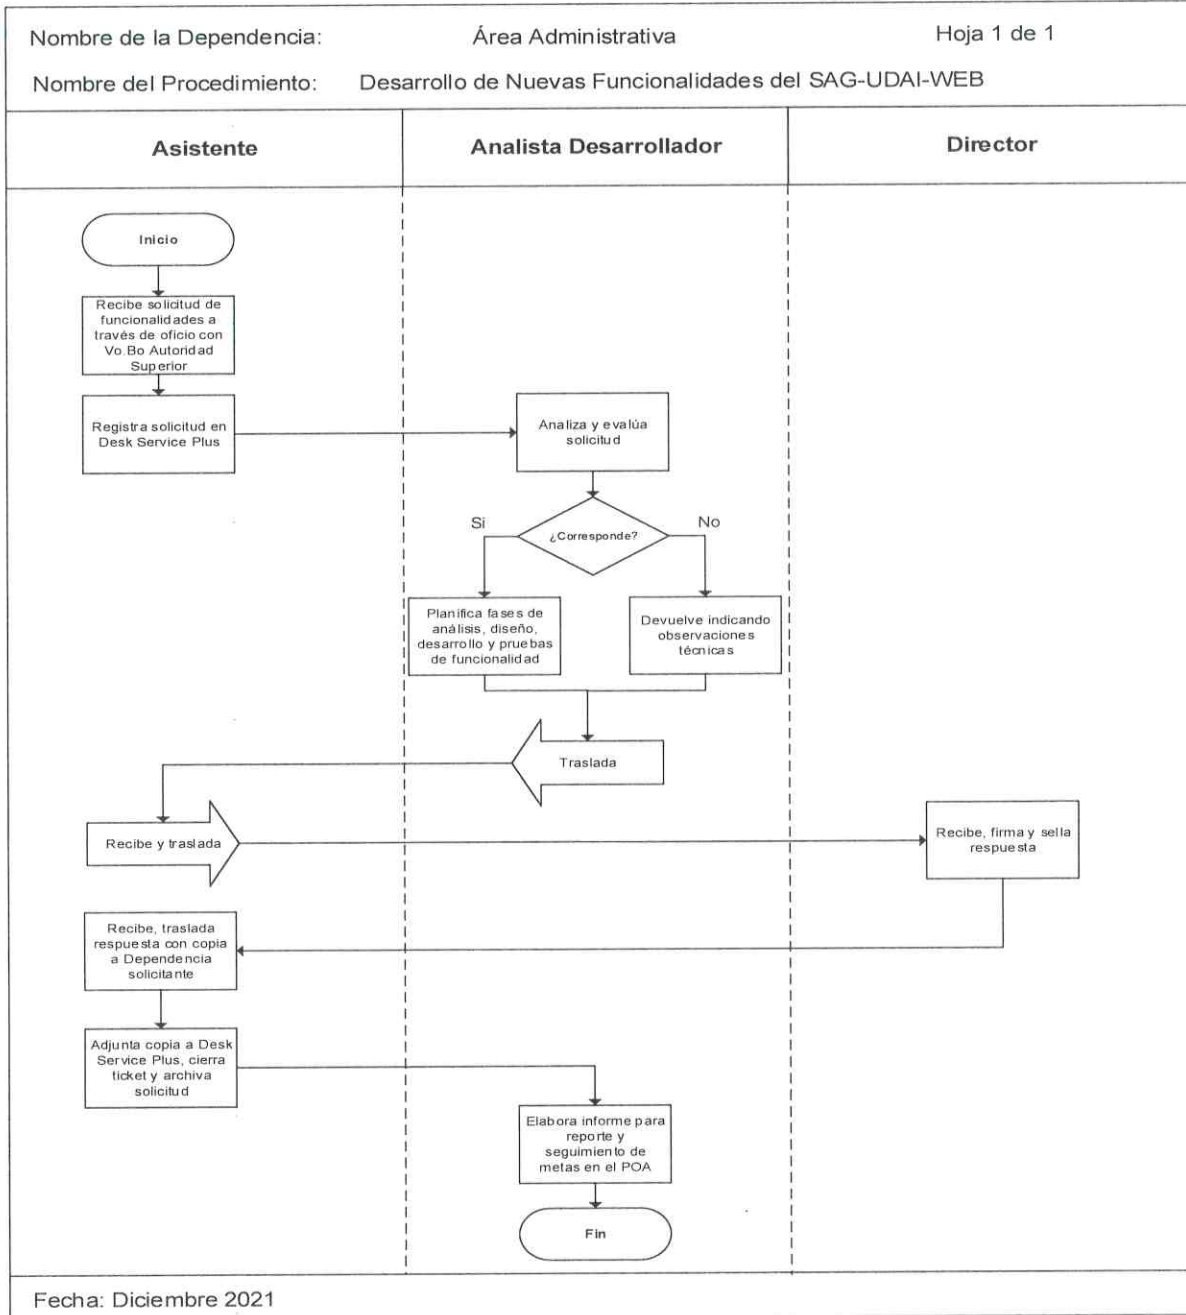 Nombre de la Dependencia: Área Administrativa Hoja 1 de 1
Nombre del Procedimiento: Desarrollo de Nuevas Funcionalidades del SAG-UDAI-WEB
Asistente Analista Desarrollador Director
Inicio
Recibe solicitud de
funcionalidades a
través de oficio con
Vo.Bo Autoridad
Superior
Registra solicitud en
Desk Service Plus
Analiza y evalúa
solicitud
¿Corresponde?
Si
No
Planifica fases de
análisis, diseño,
desarrollo y pruebas
de funcionalidad
Devuelve indicando
observaciones
técnicas
Traslada
Recibe y traslada
Recibe, firma y sella
respuesta
Recibe, traslada
respuesta con copia
a Dependencia
solicitante
Adjunta copia a Desk
Service Plus, cierra
ticket y archiva
solicitud
Elabora informe para
reporte y
seguimiento de
metas en el POA
Fin
Fecha: Diciembre 2021